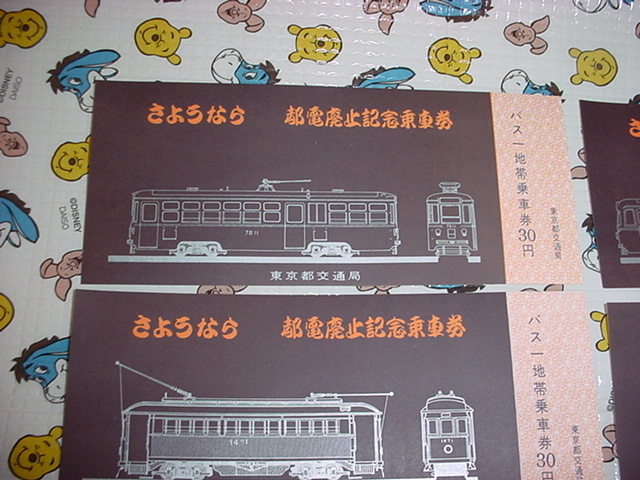 さようなら 都電廃止記念乗車券
バス一地帯乗車券30円
東京都交通局
7511
東京都交通局
さようなら 都電廃止記念乗車券
バス一地帯乗車券30円
東京都交通局
1471
1471
©DISNEY
DAISO
©DISNEY
DAISO